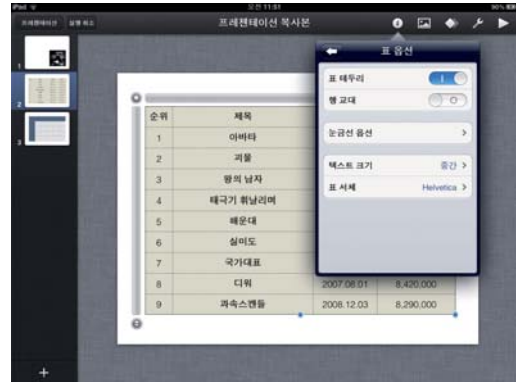 iPad
오전 11:51
90%
프레젠테이션
실행 취소
프레젠테이션 복사본
표 옵션
표 테두리
행 교대
눈금선 옵션
텍스트 크기 중간
표 서체 Helvetica
1
2
3
순위 제목
1 아바타
2 괴물
3 왕의 남자
4 태극기 휘날리며
5 해운대
6 실미도
7 국가대표
8 디워 2007.08.01 8,420,000
9 과속스캔들 2008.12.03 8,290,000